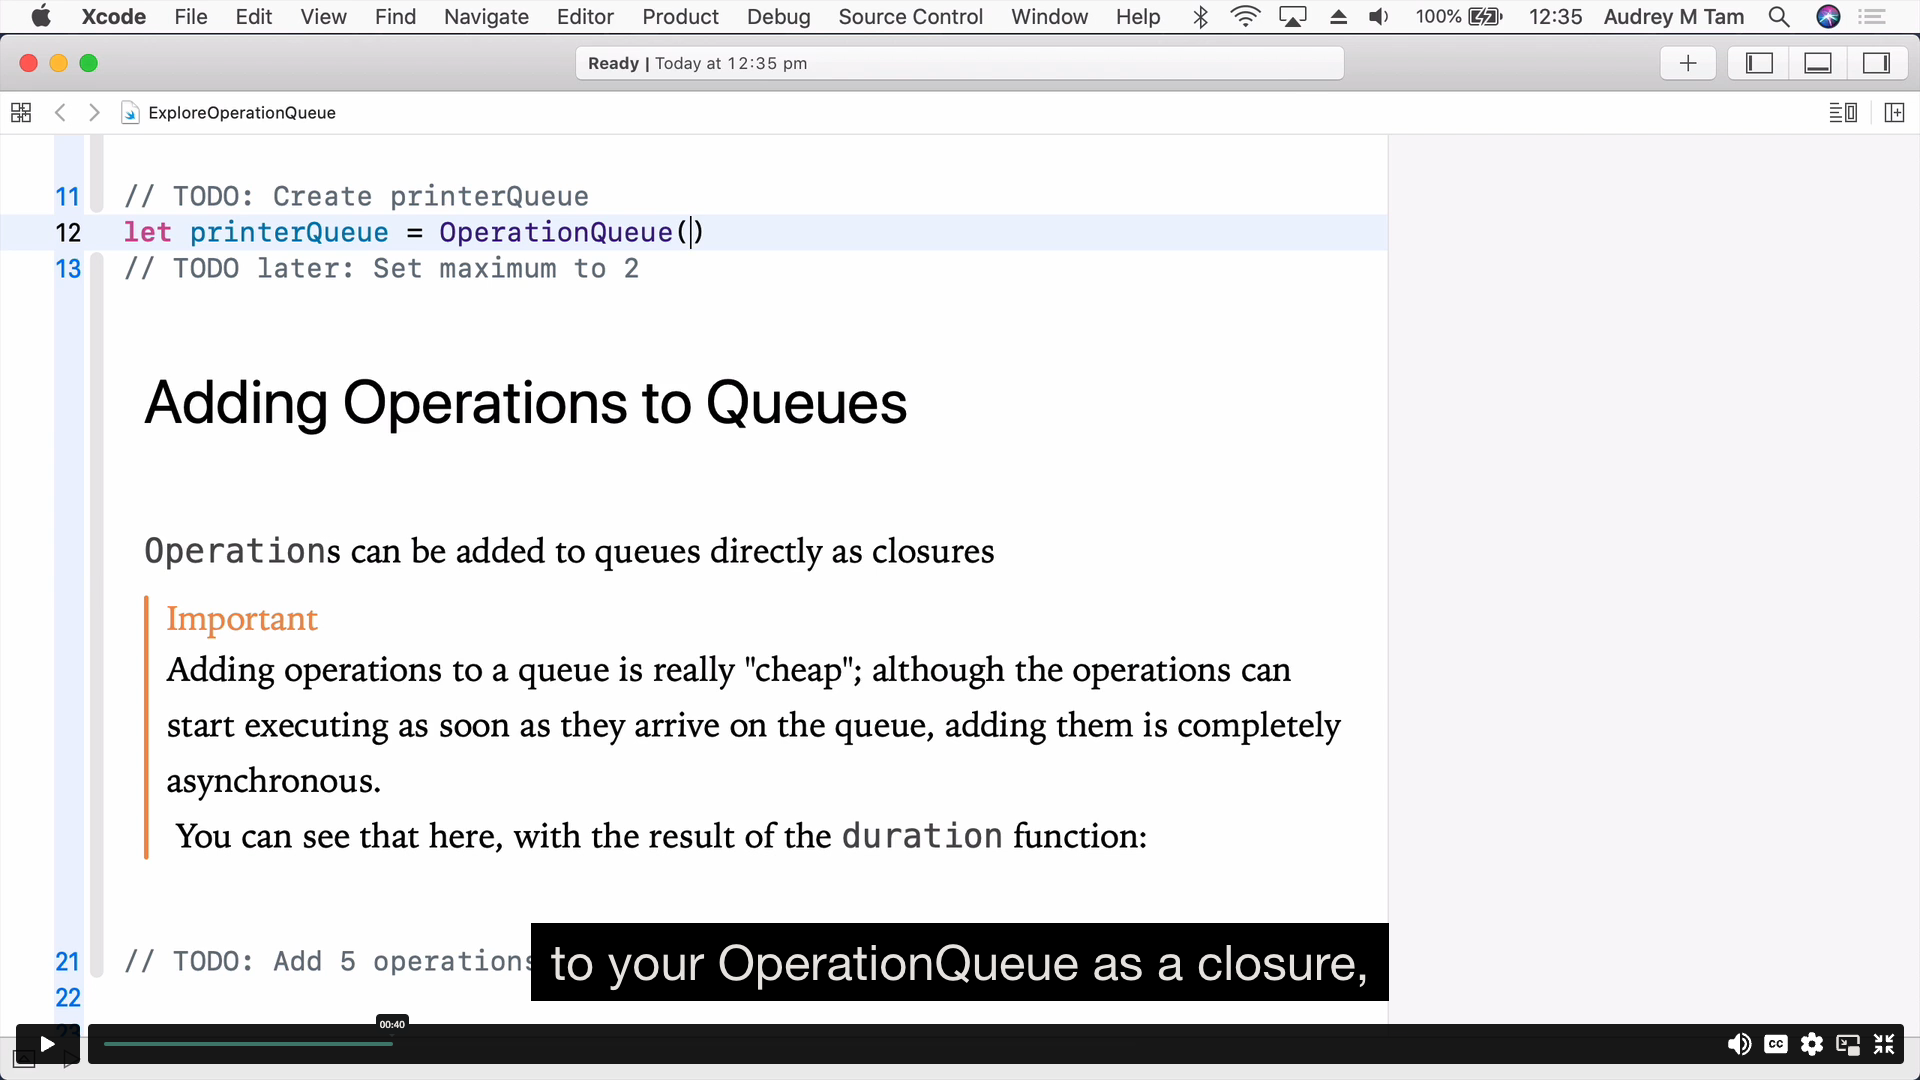 Xcode File Edit View Find Navigate Editor Product Debug Source Control Window Help 100% 12:35 Audrey M Tam
Ready | Today at 12:35 pm
ExploreOperationQueue
11 // TODO: Create printerQueue
12 let printerQueue = OperationQueue()
13 // TODO later: Set maximum to 2
Adding Operations to Queues
Operations can be added to queues directly as closures
Important
Adding operations to a queue is really "cheap"; although the operations can
start executing as soon as they arrive on the queue, adding them is completely
asynchronous.
You can see that here, with the result of the duration function:
21 // TODO: Add 5 operations
to your OperationQueue as a closure,
22
00:40
CC